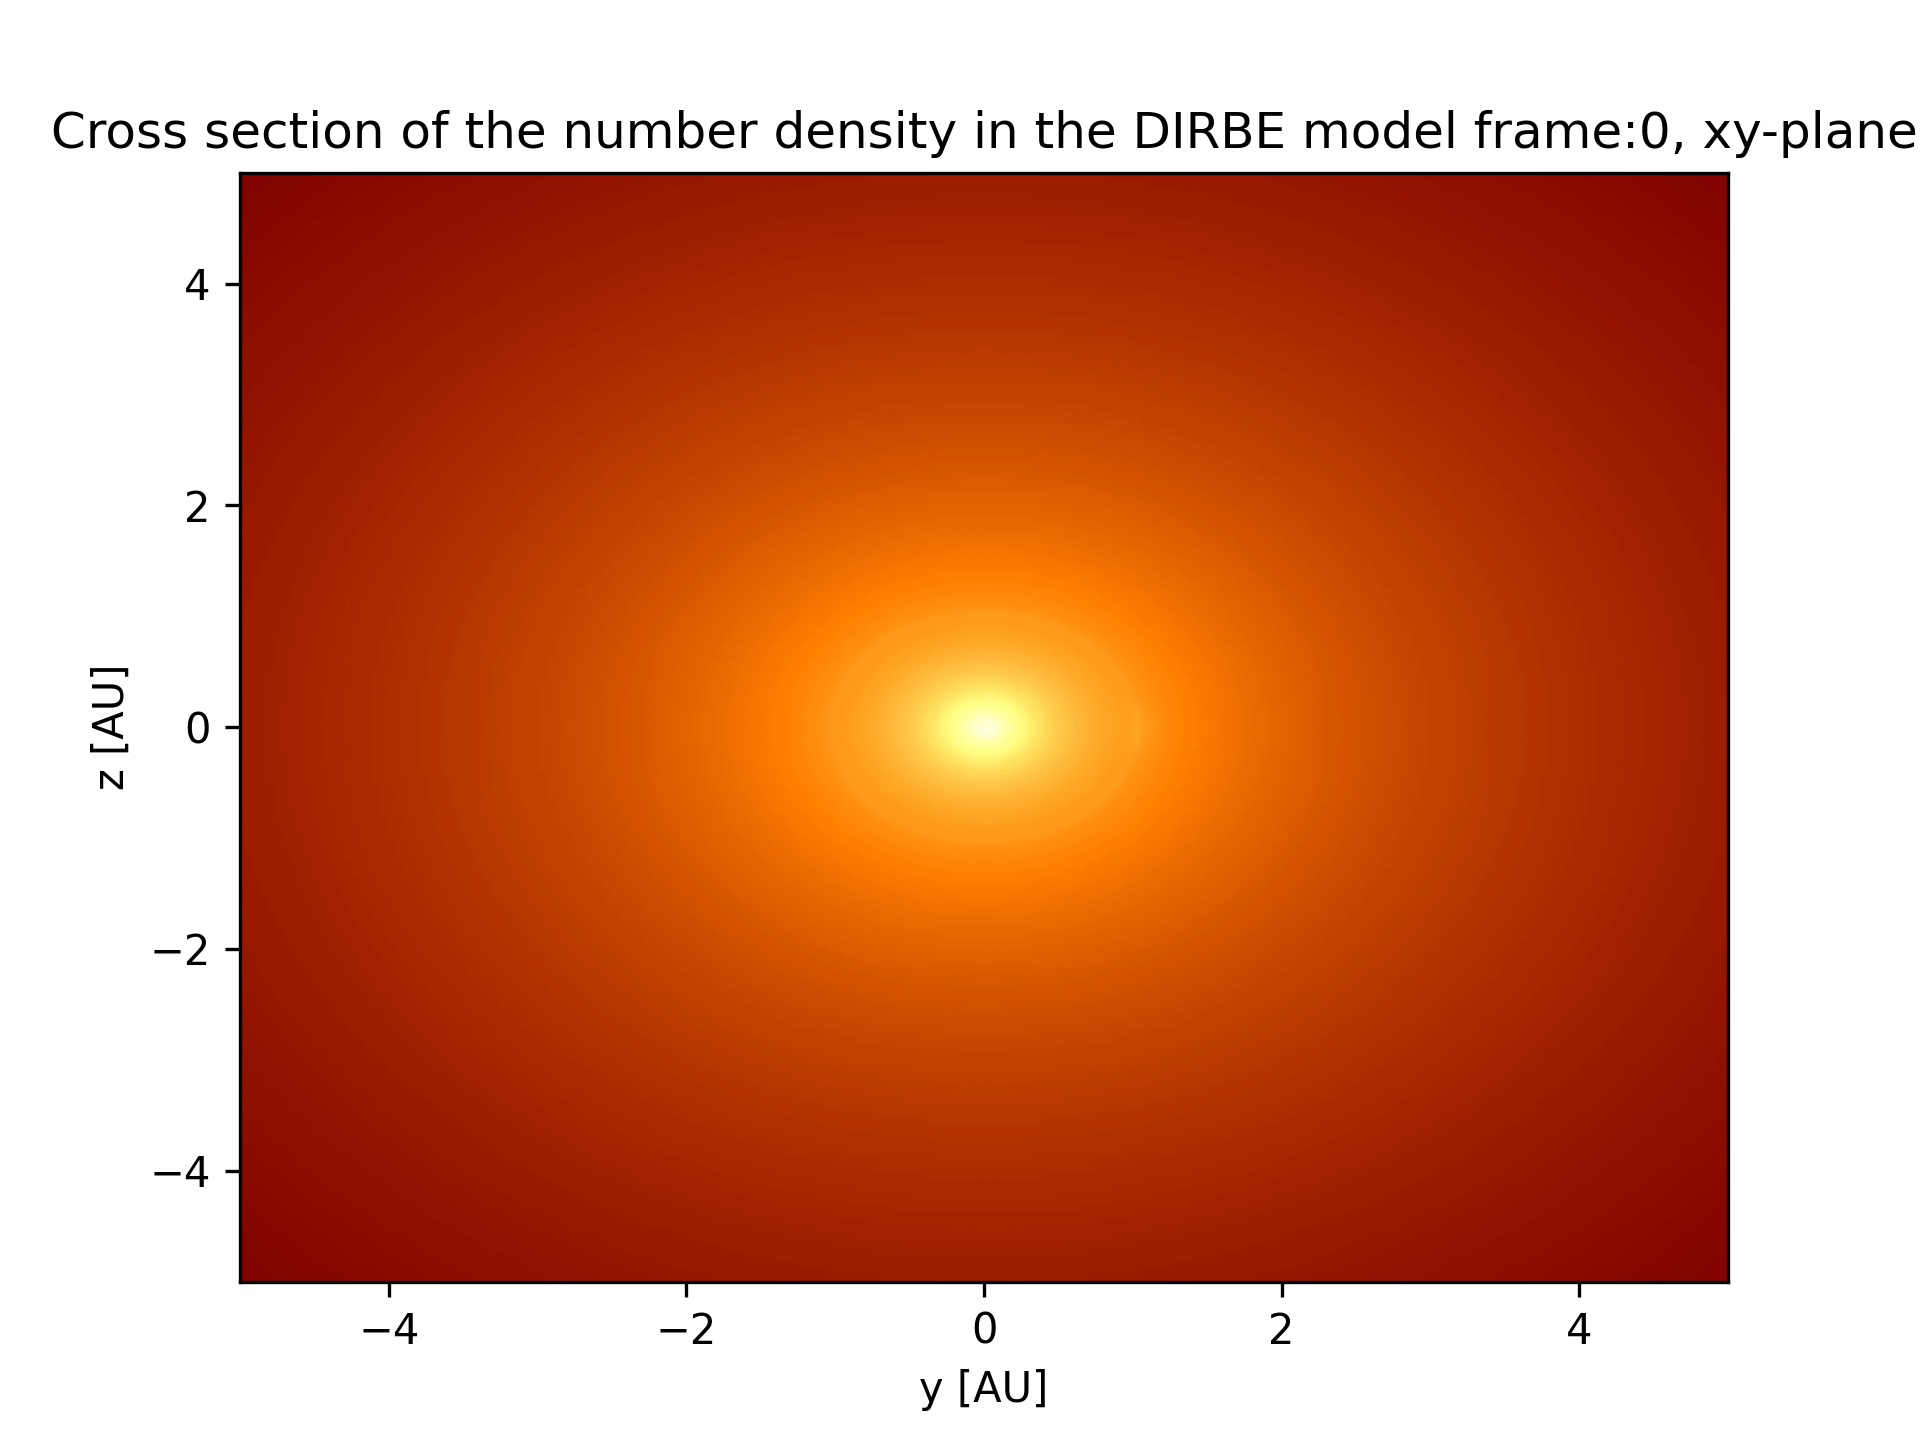 Cross section of the number density in the DIRBE model frame:0, xy-plane
4
2
0
−2
−4
z [AU]
−4 −2 0 2 4
y [AU]